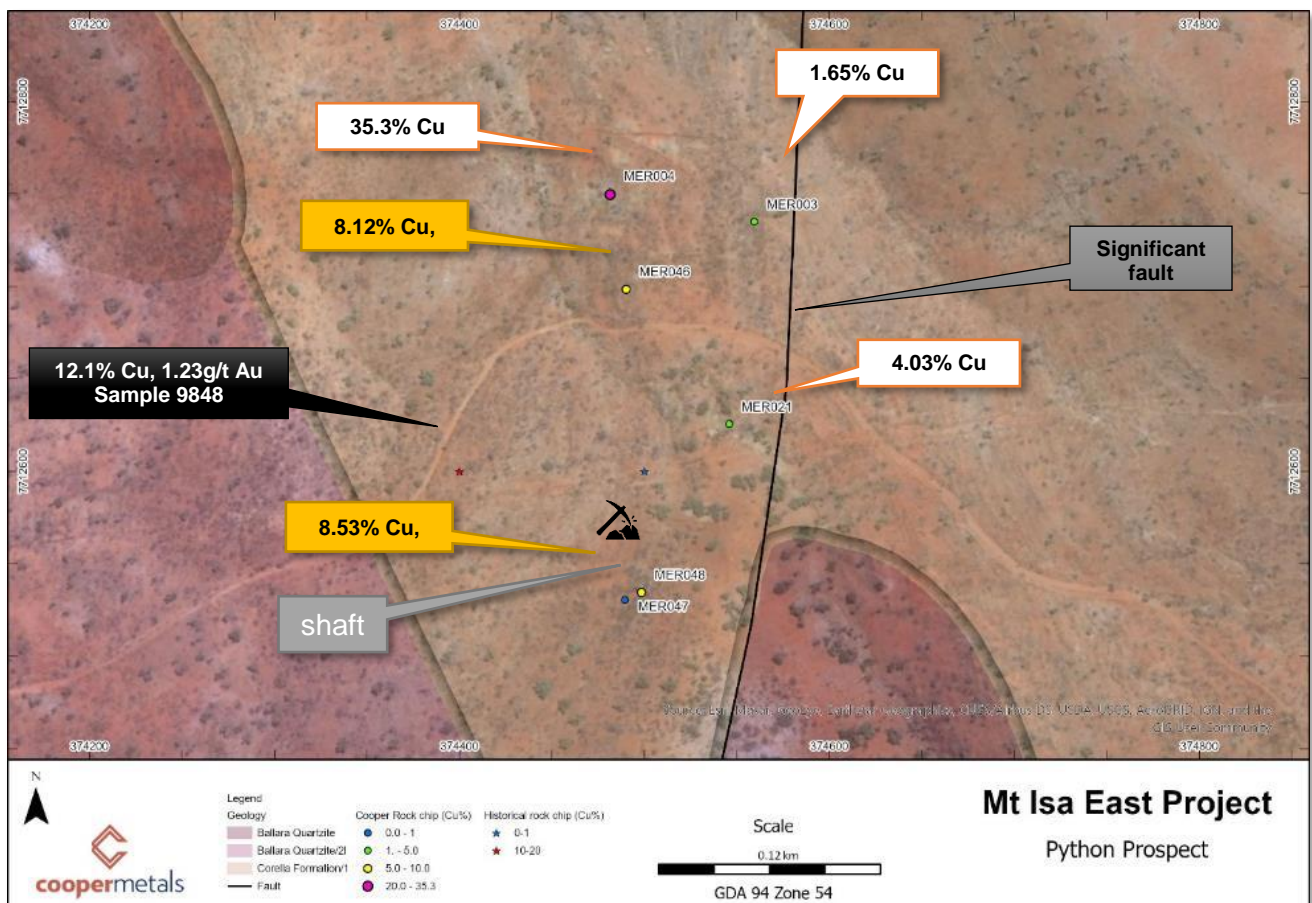 374200 374400 374600 374800
7712800 7712800
1.65% Cu
35.3% Cu
MER004
MER003
8.12% Cu,
Significant
fault
MER046
12.1% Cu, 1.23g/t Au
Sample 9848
4.03% Cu
MER021
7712600 7712600
8.53% Cu,
MER048
MER047
shaft
GIS User Community
374200 374400 374600 374800
N
coopermetals
Legend
Geology
Ballara Quartzite
Ballara Quartzite/2l
Corella Formation/1
Fault
Cooper Rock chip (Cu%)
0.0 - 1
1. - 5.0
5.0 - 10.0
20.0 - 35.3
Historical rock chip (Cu%)
0-1
10-20
Scale
0.12 km
GDA 94 Zone 54
Mt Isa East Project
Python Prospect